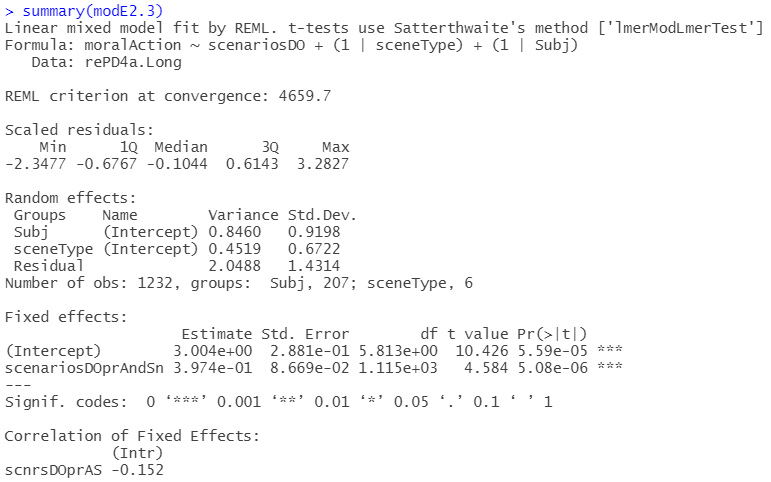 > summary(modE2.3)
Linear mixed model fit by REML. t-tests use Satterthwaite's method ['lmerModLmerTest']
Formula: moralAction ~ scenariosDO + (1 | sceneType) + (1 | Subj)
   Data: rePD4a.Long

REML criterion at convergence: 4659.7

Scaled residuals:
    Min      1Q  Median      3Q     Max
-2.3477 -0.6767 -0.1044  0.6143  3.2827

Random effects:
 Groups    Name        Variance Std.Dev.
 Subj      (Intercept) 0.8460   0.9198
 sceneType (Intercept) 0.4519   0.6722
 Residual              2.0488   1.4314
Number of obs: 1232, groups:  Subj, 207; sceneType, 6

Fixed effects:
                     Estimate Std. Error        df t value Pr(>|t|)
(Intercept)         3.004e+00  2.881e-01 5.813e+00  10.426 5.59e-05 ***
scenariosDOprAndSn 3.974e-01  8.669e-02 1.115e+03   4.584 5.08e-06 ***
---
Signif. codes:  0 ‘***’ 0.001 ‘**’ 0.01 ‘*’ 0.05 ‘.’ 0.1 ‘ ’ 1

Correlation of Fixed Effects:
            (Intr)
scnrsDOprAS -0.152